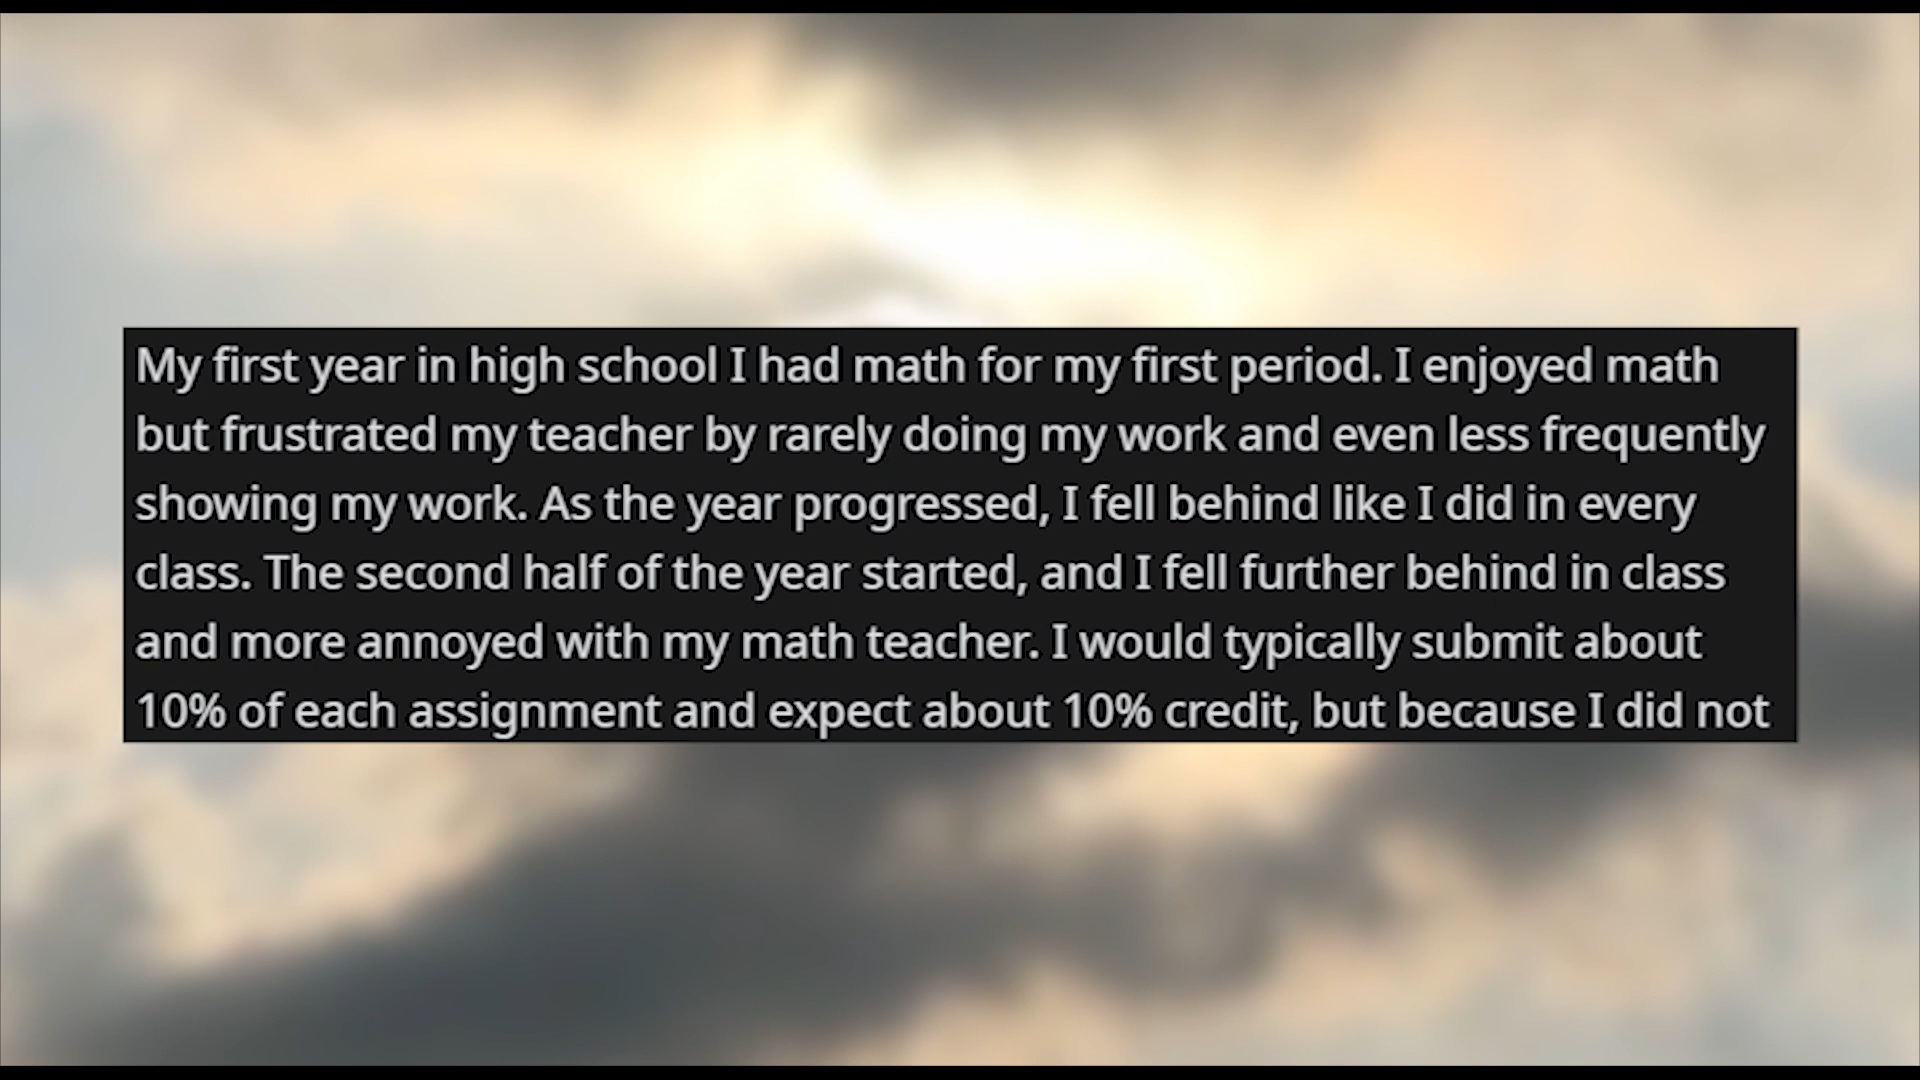 My first year in high school I had math for my first period. I enjoyed math
but frustrated my teacher by rarely doing my work and even less frequently
showing my work. As the year progressed, I fell behind like I did in every
class. The second half of the year started, and I fell further behind in class
and more annoyed with my math teacher. I would typically submit about
10% of each assignment and expect about 10% credit, but because I did not